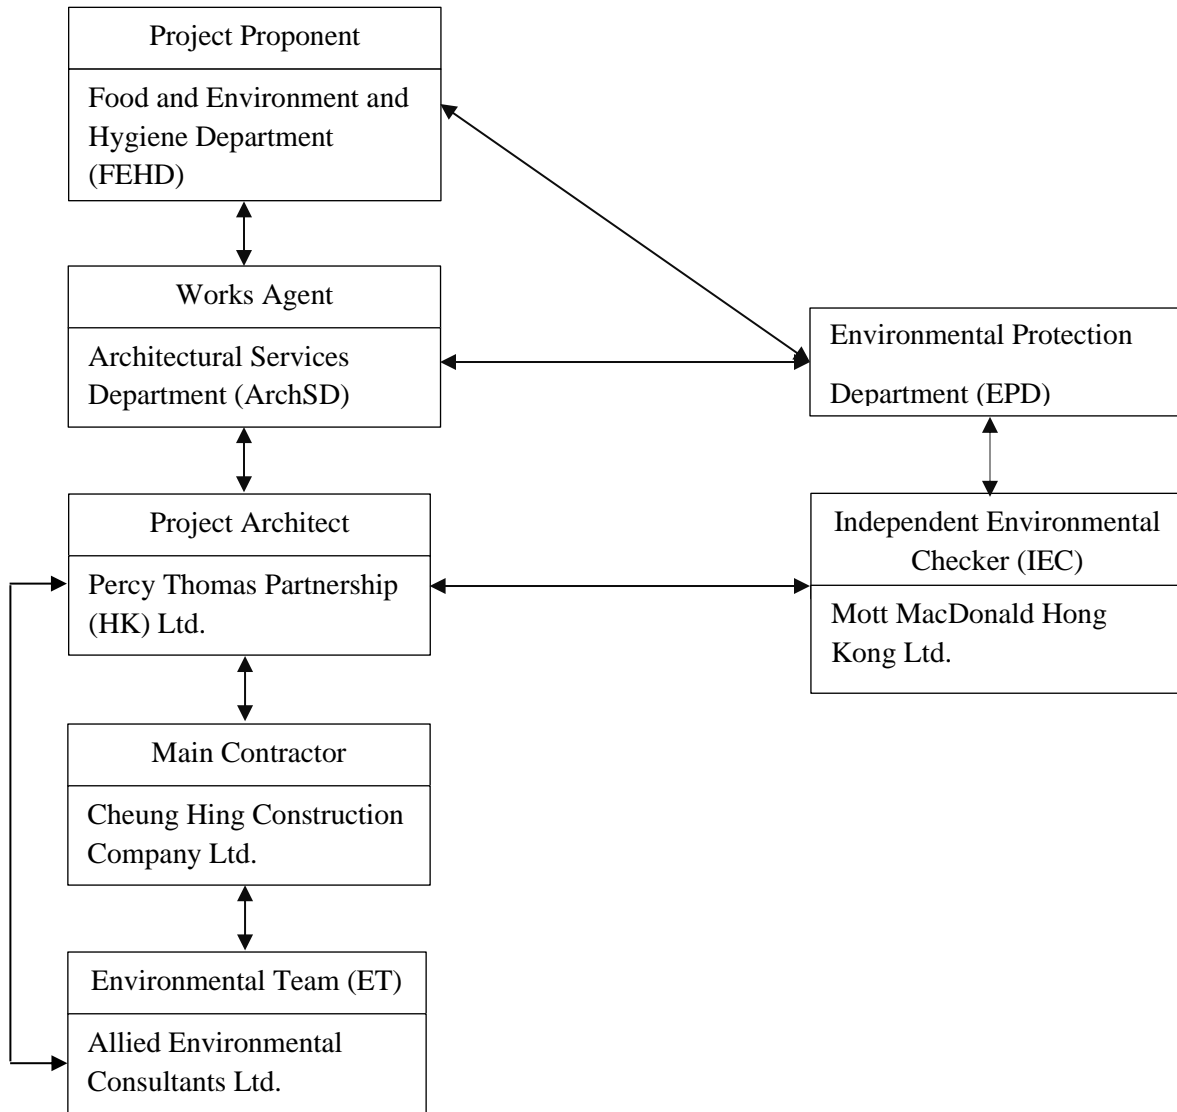 Project Proponent
Food and Environment and
Hygiene Department
(FEHD)
Works Agent
Architectural Services
Department (ArchSD)
Environmental Protection
Department (EPD)
Project Architect
Percy Thomas Partnership
(HK) Ltd.
Independent Environmental
Checker (IEC)
Mott MacDonald Hong
Kong Ltd.
Main Contractor
Cheung Hing Construction
Company Ltd.
Environmental Team (ET)
Allied Environmental
Consultants Ltd.